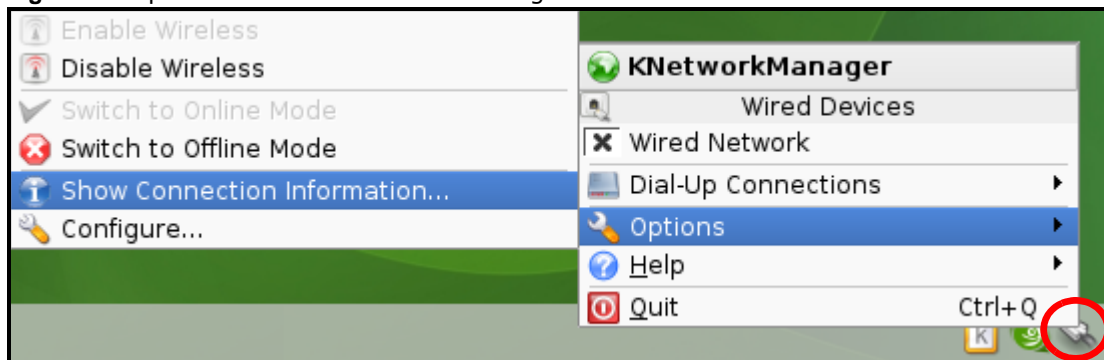 Enable Wireless
Disable Wireless
Switch to Online Mode
Switch to Offline Mode
Show Connection Information...
Configure...
KNetworkManager
Wired Devices
Wired Network
Dial-Up Connections
Options
Help
Quit Ctrl+Q
K